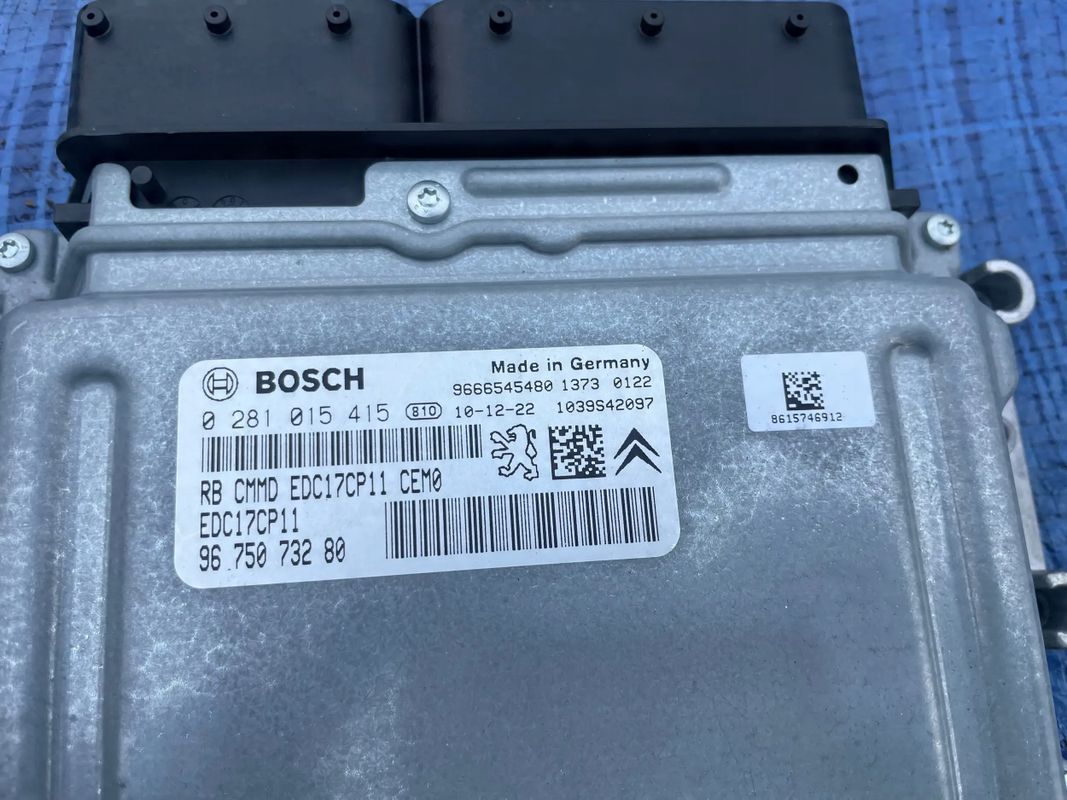 BOSCH
Made in Germany
9666545480 1373 0122
0 281 015 415 810 10-12-22 1039S42097
RB CMMD EDC17CP11 CEM0
EDC17CP11
96 750 732 80
8615746912